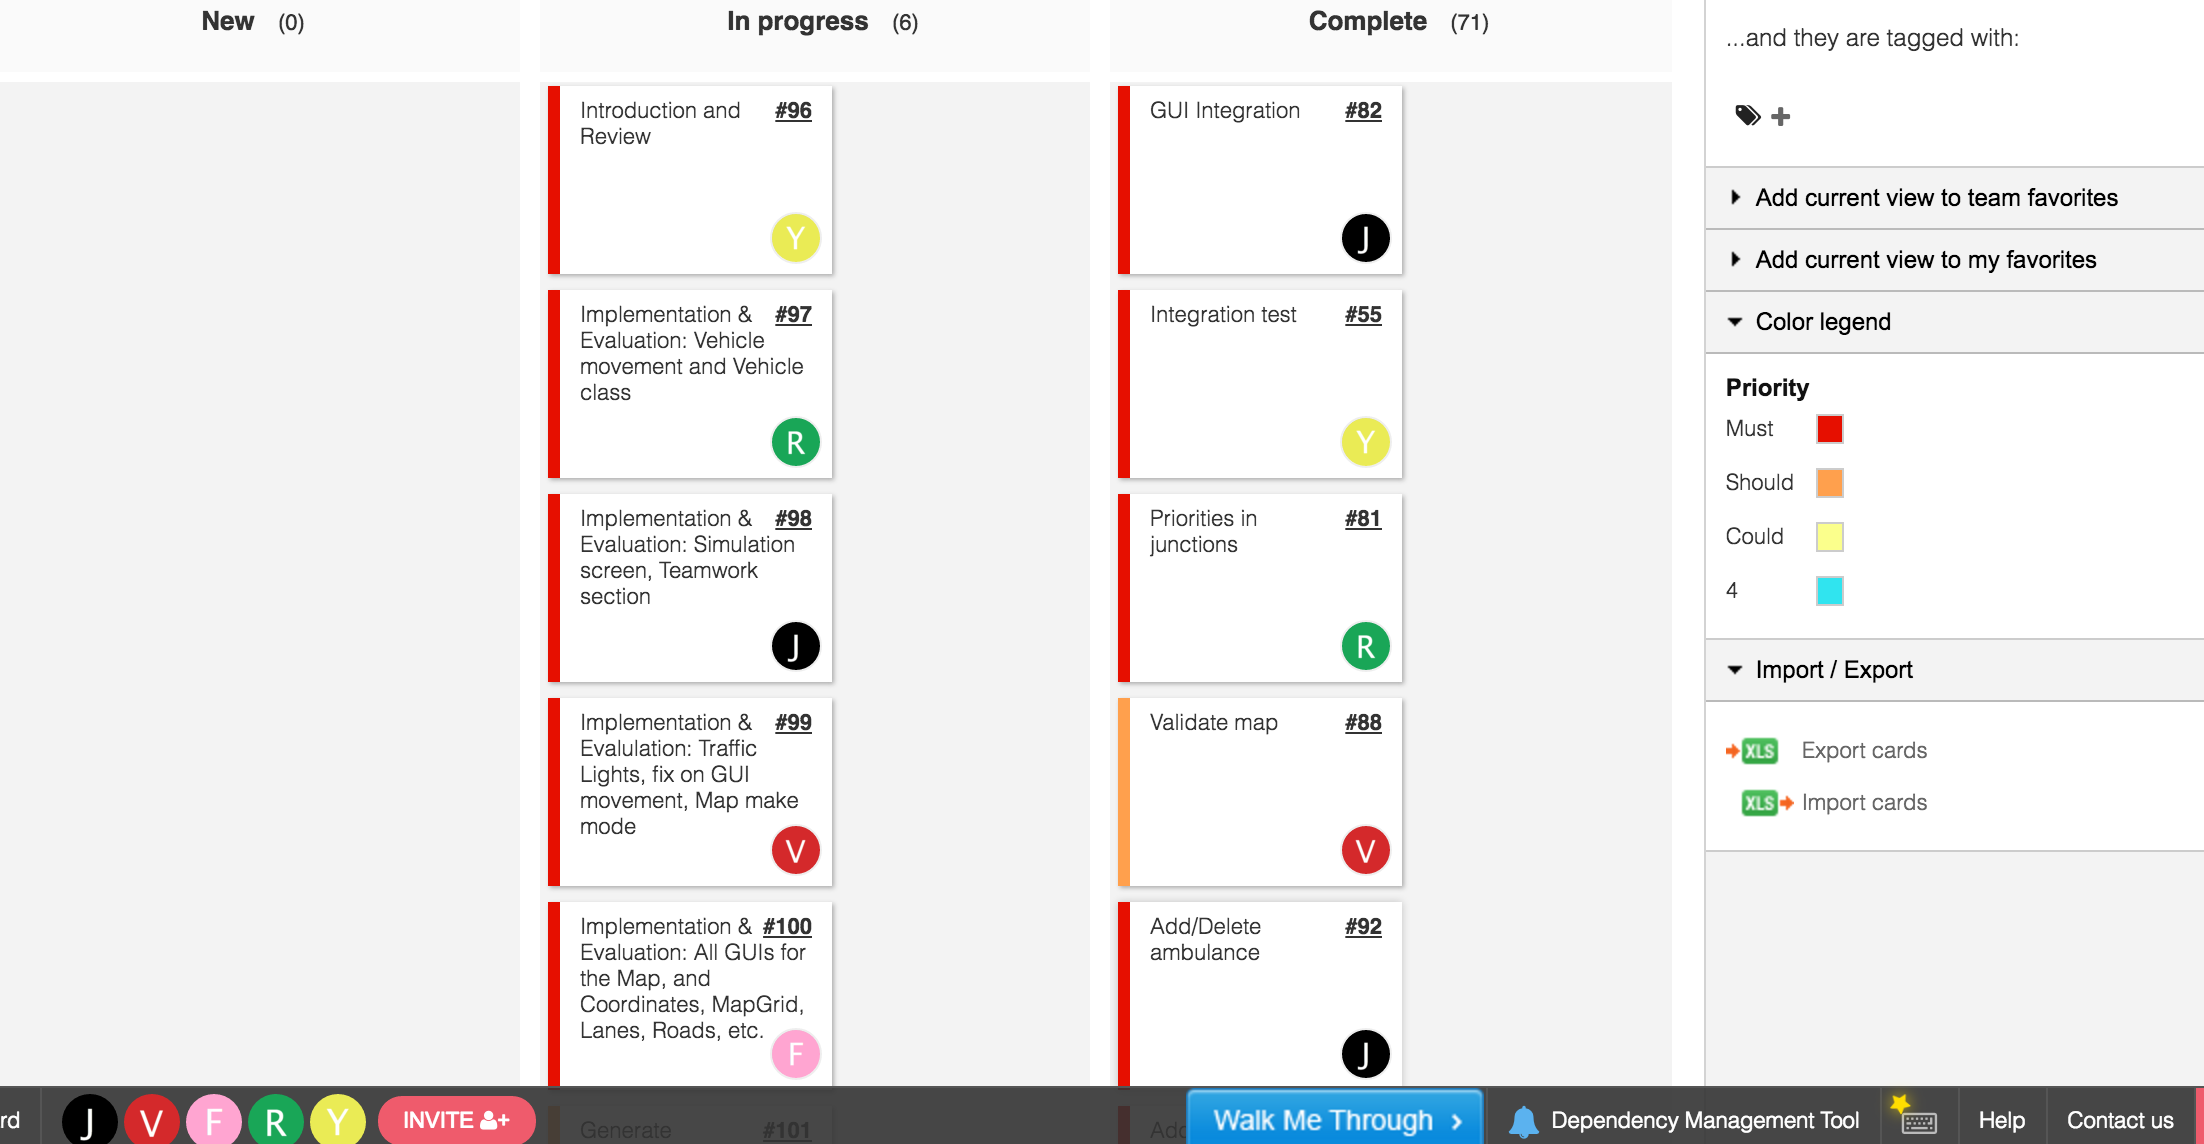 New (0)
In progress (6)
Complete (71)
Introduction and #96
Review
Y
Implementation & #97
Evaluation: Vehicle
movement and Vehicle
class
R
Implementation & #98
Evaluation: Simulation
screen, Teamwork
section
J
Implementation & #99
Evalulation: Traffic
Lights, fix on GUI
movement, Map make
mode
V
Implementation & #100
Evaluation: All GUIs for
the Map, and
Coordinates, MapGrid,
Lanes, Roads, etc.
F
Generate #101
GUI Integration #82
J
Integration test #55
Y
Priorities in #81
junctions
R
Validate map #88
V
Add/Delete #92
ambulance
J
...and they are tagged with:
Add current view to team favorites
Add current view to my favorites
Color legend
Priority
Must
Should
Could
4
Import / Export
XLS Export cards
XLS Import cards
rd J V F R Y INVITE Walk Me Through Dependency Management Tool Help Contact us